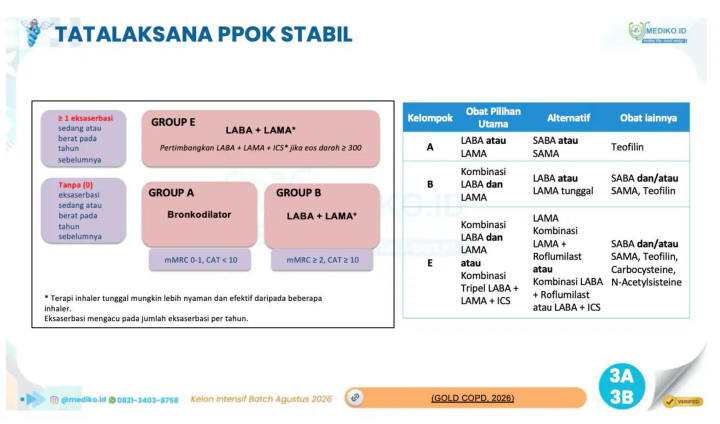 TATALAKSANA PPOK STABIL
MEDIKO.ID
≥ 1 eksaserbasi
sedang atau
berat pada
tahun
sebelumnya
GROUP E
LABA + LAMA*
Pertimbangkan LABA + LAMA + ICS* jika eos darah ≥ 300
Tanpa (0)
eksaserbasi
sedang atau
berat pada
tahun
sebelumnya
GROUP A
Bronkodilator
GROUP B
LABA + LAMA*
mMRC 0-1, CAT < 10
mMRC ≥ 2, CAT ≥ 10
* Terapi inhaler tunggal mungkin lebih nyaman dan efektif daripada beberapa
inhaler.
Eksaserbasi mengacu pada jumlah eksaserbasi per tahun.
Kelompok
Obat Pilihan
Utama
Alternatif
Obat lainnya
A
LABA atau
LAMA
SABA atau
SAMA
Teofilin
B
Kombinasi
LABA dan
LAMA
LABA atau
LAMA tunggal
SABA dan/atau
SAMA, Teofilin
E
Kombinasi
LABA dan
LAMA
atau
Kombinasi
Tripel LABA +
LAMA + ICS
LAMA
Kombinasi
LAMA +
Roflumilast
atau
Kombinasi LABA
+ Roflumilast
atau LABA + ICS
SABA dan/atau
SAMA, Teofilin,
Carbocysteine,
N-Acetylsisteine
@mediko.id 0821-3403-8758 Kelon Intensif Batch Agustus 2026
(GOLD COPD, 2026)
3A
3B
VERIFIED